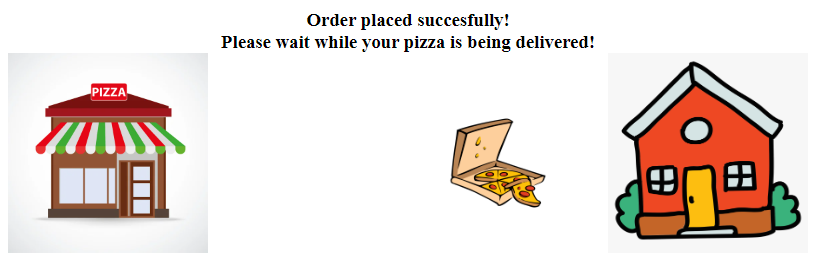 Order placed succesfully!
Please wait while your pizza is being delivered!
PIZZA